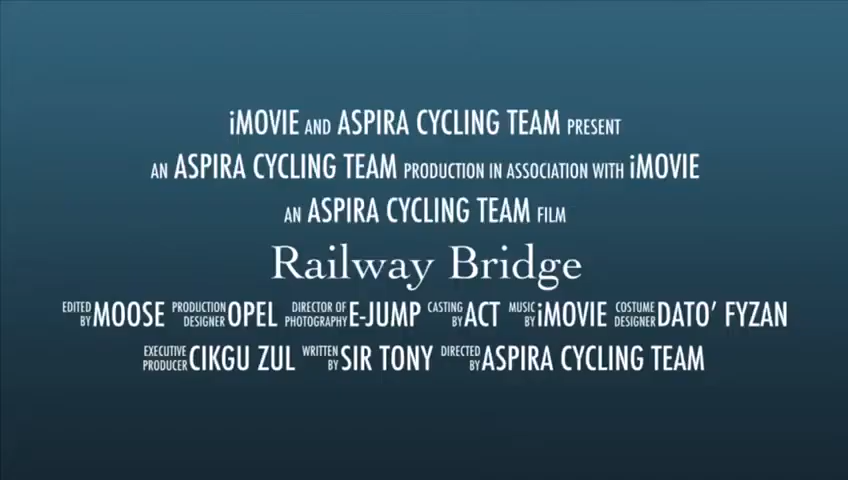 iMOVIE AND ASPIRA CYCLING TEAM PRESENT
AN ASPIRA CYCLING TEAM PRODUCTION IN ASSOCIATION WITH iMOVIE
AN ASPIRA CYCLING TEAM FILM
Railway Bridge
EDITED BY MOOSE PRODUCTION DESIGNER OPEL DIRECTOR OF PHOTOGRAPHY E-JUMP CASTING BY ACT MUSIC BY iMOVIE COSTUME DESIGNER DATO' FYZAN
EXECUTIVE PRODUCER CIKGU ZUL WRITTEN BY SIR TONY DIRECTED BY ASPIRA CYCLING TEAM